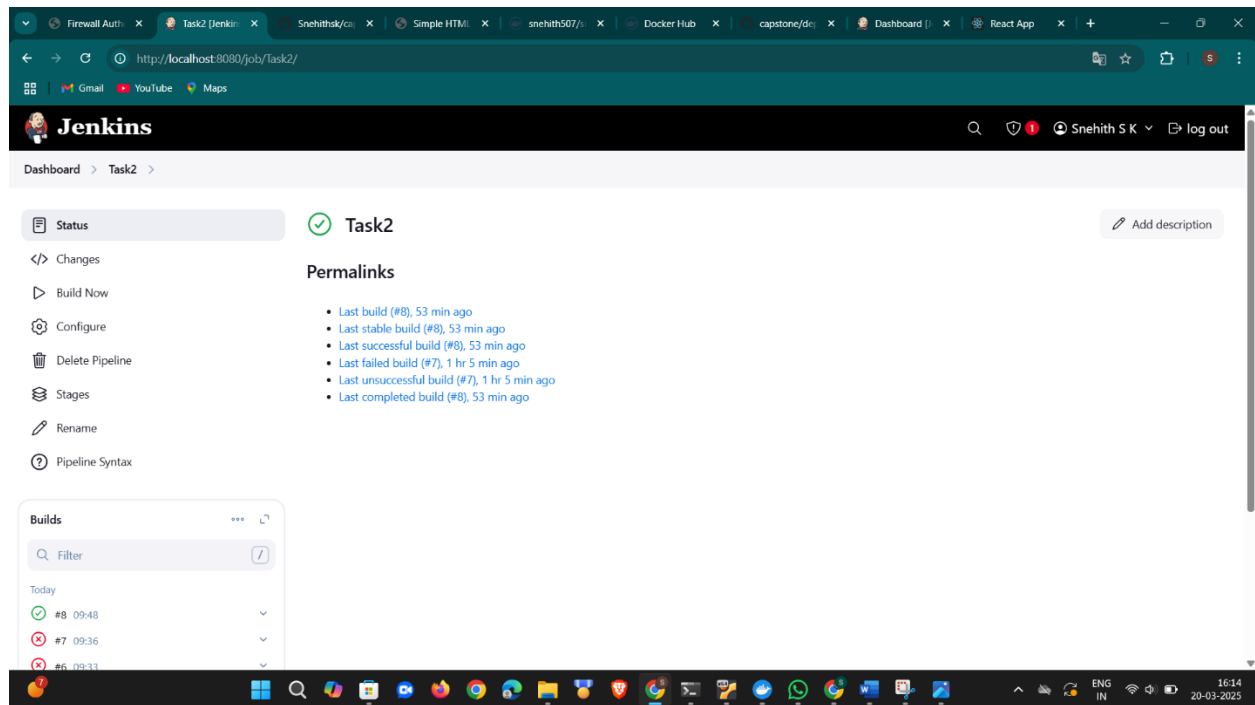 Firewall Auth Task2 [Jenkin Snehithsk/ca Simple HTML snehith507/s Docker Hub capstone/de Dashboard [J React App
http://localhost:8080/job/Task2/ S
Gmail YouTube Maps
Jenkins 1 Snehith S K log out
Dashboard > Task2 >
Status
Changes
Build Now
Configure
Delete Pipeline
Stages
Rename
Pipeline Syntax
Task2 Add description
Permalinks
Last build (#8), 53 min ago
Last stable build (#8), 53 min ago
Last successful build (#8), 53 min ago
Last failed build (#7), 1 hr 5 min ago
Last unsuccessful build (#7), 1 hr 5 min ago
Last completed build (#8), 53 min ago
Builds
Filter /
Today
#8 09:48
#7 09:36
#6 09:33
7 ENG 16:14
IN 20-03-2025